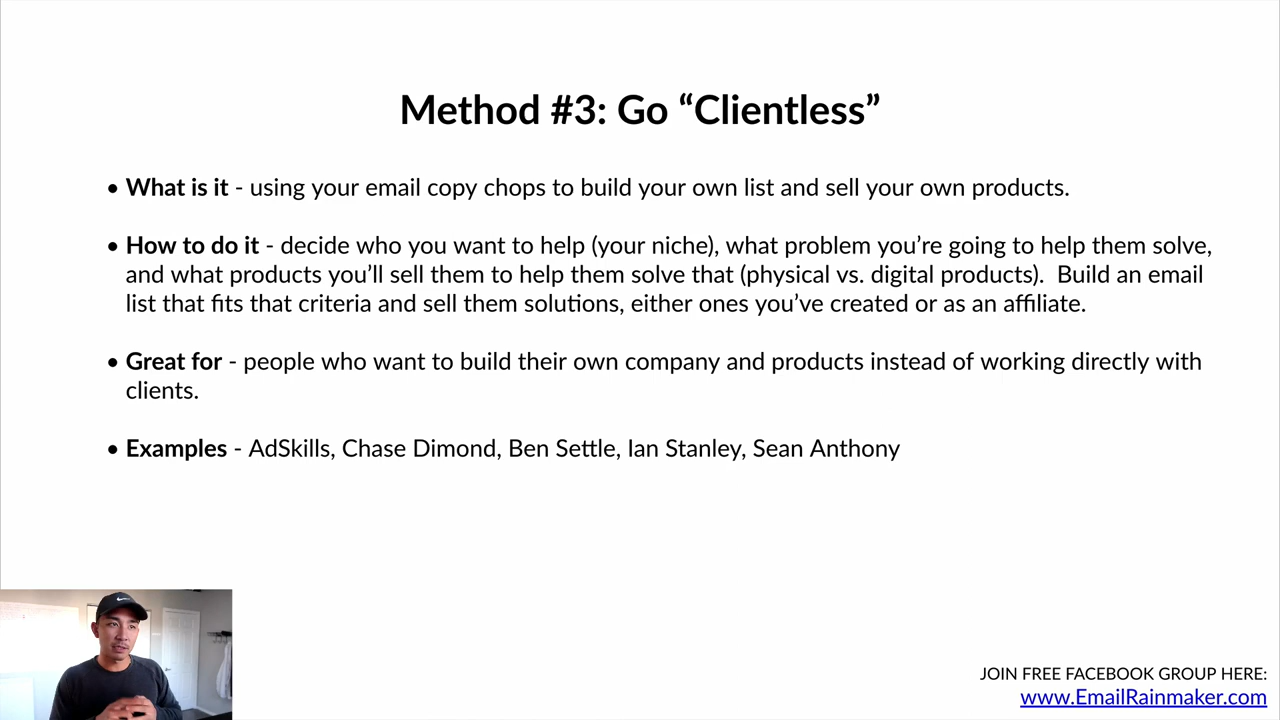 Method #3: Go “Clientless”
• What is it - using your email copy chops to build your own list and sell your own products.
• How to do it - decide who you want to help (your niche), what problem you’re going to help them solve,
and what products you’ll sell them to help them solve that (physical vs. digital products).  Build an email
list that fits that criteria and sell them solutions, either ones you’ve created or as an affiliate.
• Great for - people who want to build their own company and products instead of working directly with
clients.
• Examples - AdSkills, Chase Dimond, Ben Settle, Ian Stanley, Sean Anthony
JOIN FREE FACEBOOK GROUP HERE:
www.EmailRainmaker.com